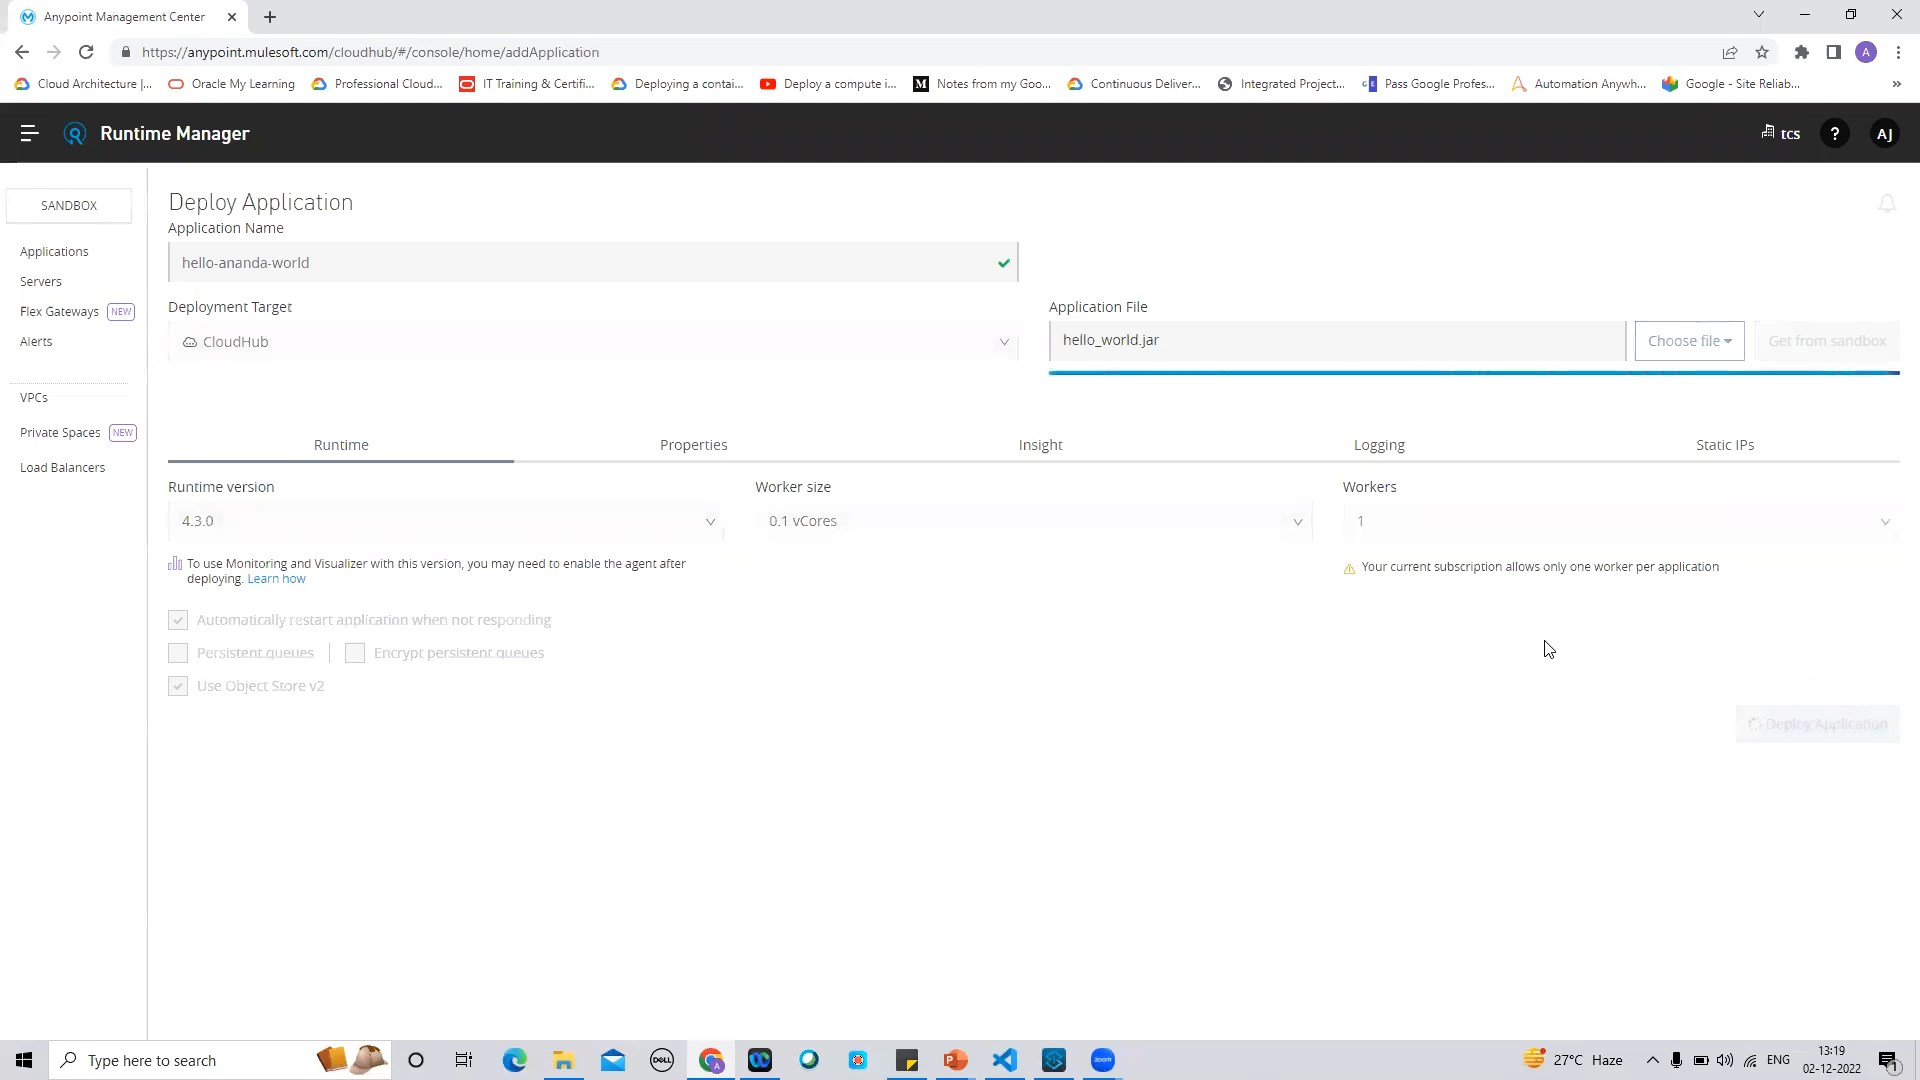 Anypoint Management Center
https://anypoint.mulesoft.com/cloudhub/#/console/home/addApplication
A
Cloud Architecture |...
Oracle My Learning
Professional Cloud...
IT Training & Certifi...
Deploying a contai...
Deploy a compute i...
Notes from my Goo...
Continuous Deliver...
Integrated Project...
Pass Google Profes...
Automation Anywh...
Google - Site Reliab...
»
Runtime Manager
tcs
?
AJ
SANDBOX
Applications
Servers
Flex Gateways NEW
Alerts
VPCs
Private Spaces NEW
Load Balancers
Deploy Application
Application Name
hello-ananda-world
Deployment Target
CloudHub
Application File
hello_world.jar
Choose file
Get from sandbox
Runtime
Properties
Insight
Logging
Static IPs
Runtime version
4.3.0
Worker size
0.1 vCores
Workers
1
To use Monitoring and Visualizer with this version, you may need to enable the agent after
deploying. Learn how
Your current subscription allows only one worker per application
Automatically restart application when not responding
Persistent queues | Encrypt persistent queues
Use Object Store v2
Deploy Application
Type here to search
DELL
zoom
27°C Haze
ENG
13:19
02-12-2022
1